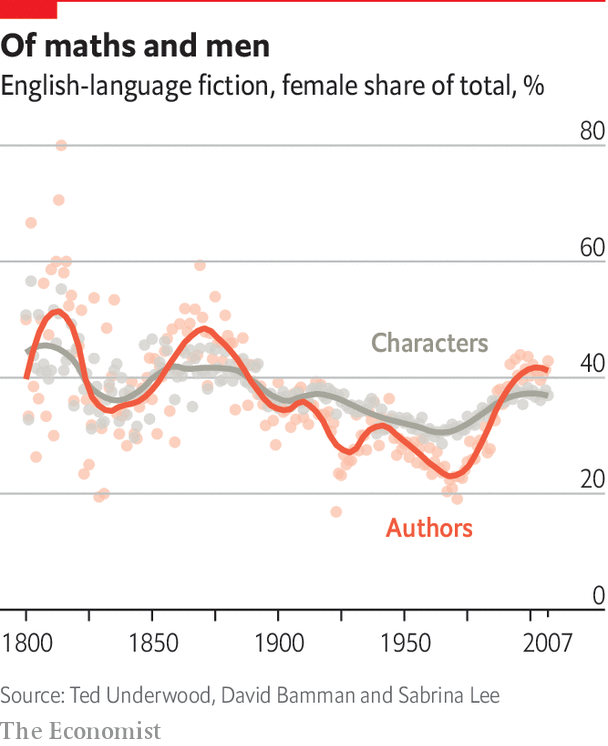 Of maths and men
English-language fiction, female share of total, %
80
60
Characters
40
20
Authors
0
1800 1850 1900 1950 2007
Source: Ted Underwood, David Bamman and Sabrina Lee
The Economist